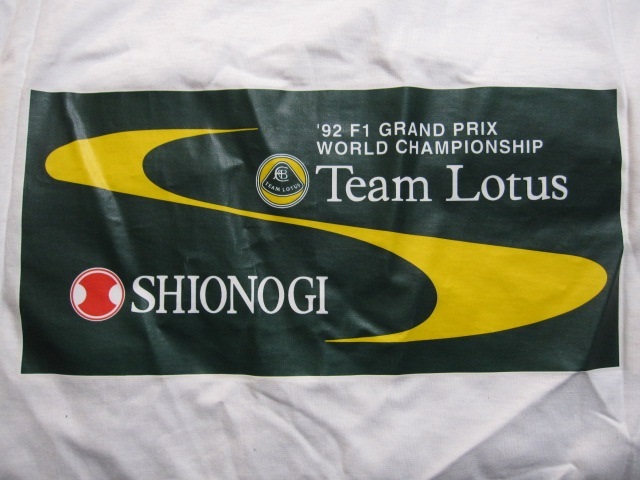 '92 F1 GRAND PRIX
WORLD CHAMPIONSHIP
Team Lotus
TEAM LOTUS
SHIONOGI